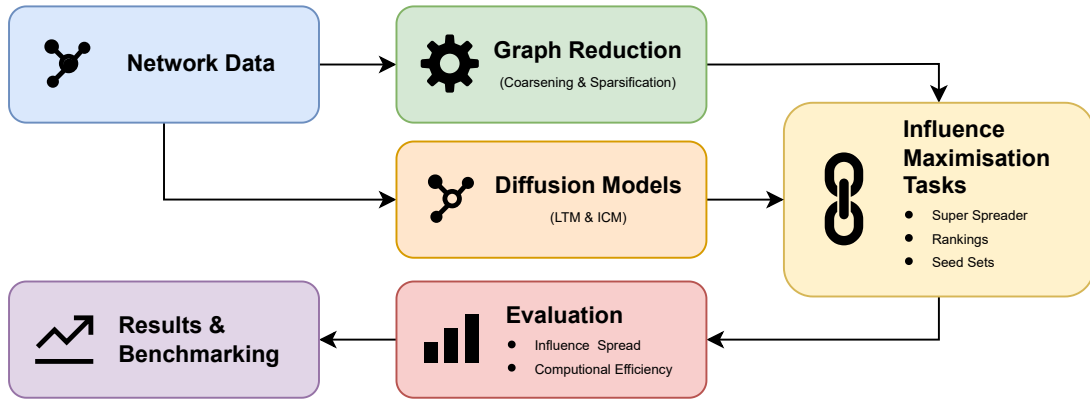 Network Data
Graph Reduction
(Coarsening & Sparsification)
Diffusion Models
(LTM & ICM)
Influence
Maximisation
Tasks
Super Spreader
Rankings
Seed Sets
Evaluation
Influence Spread
Computional Efficiency
Results &
Benchmarking